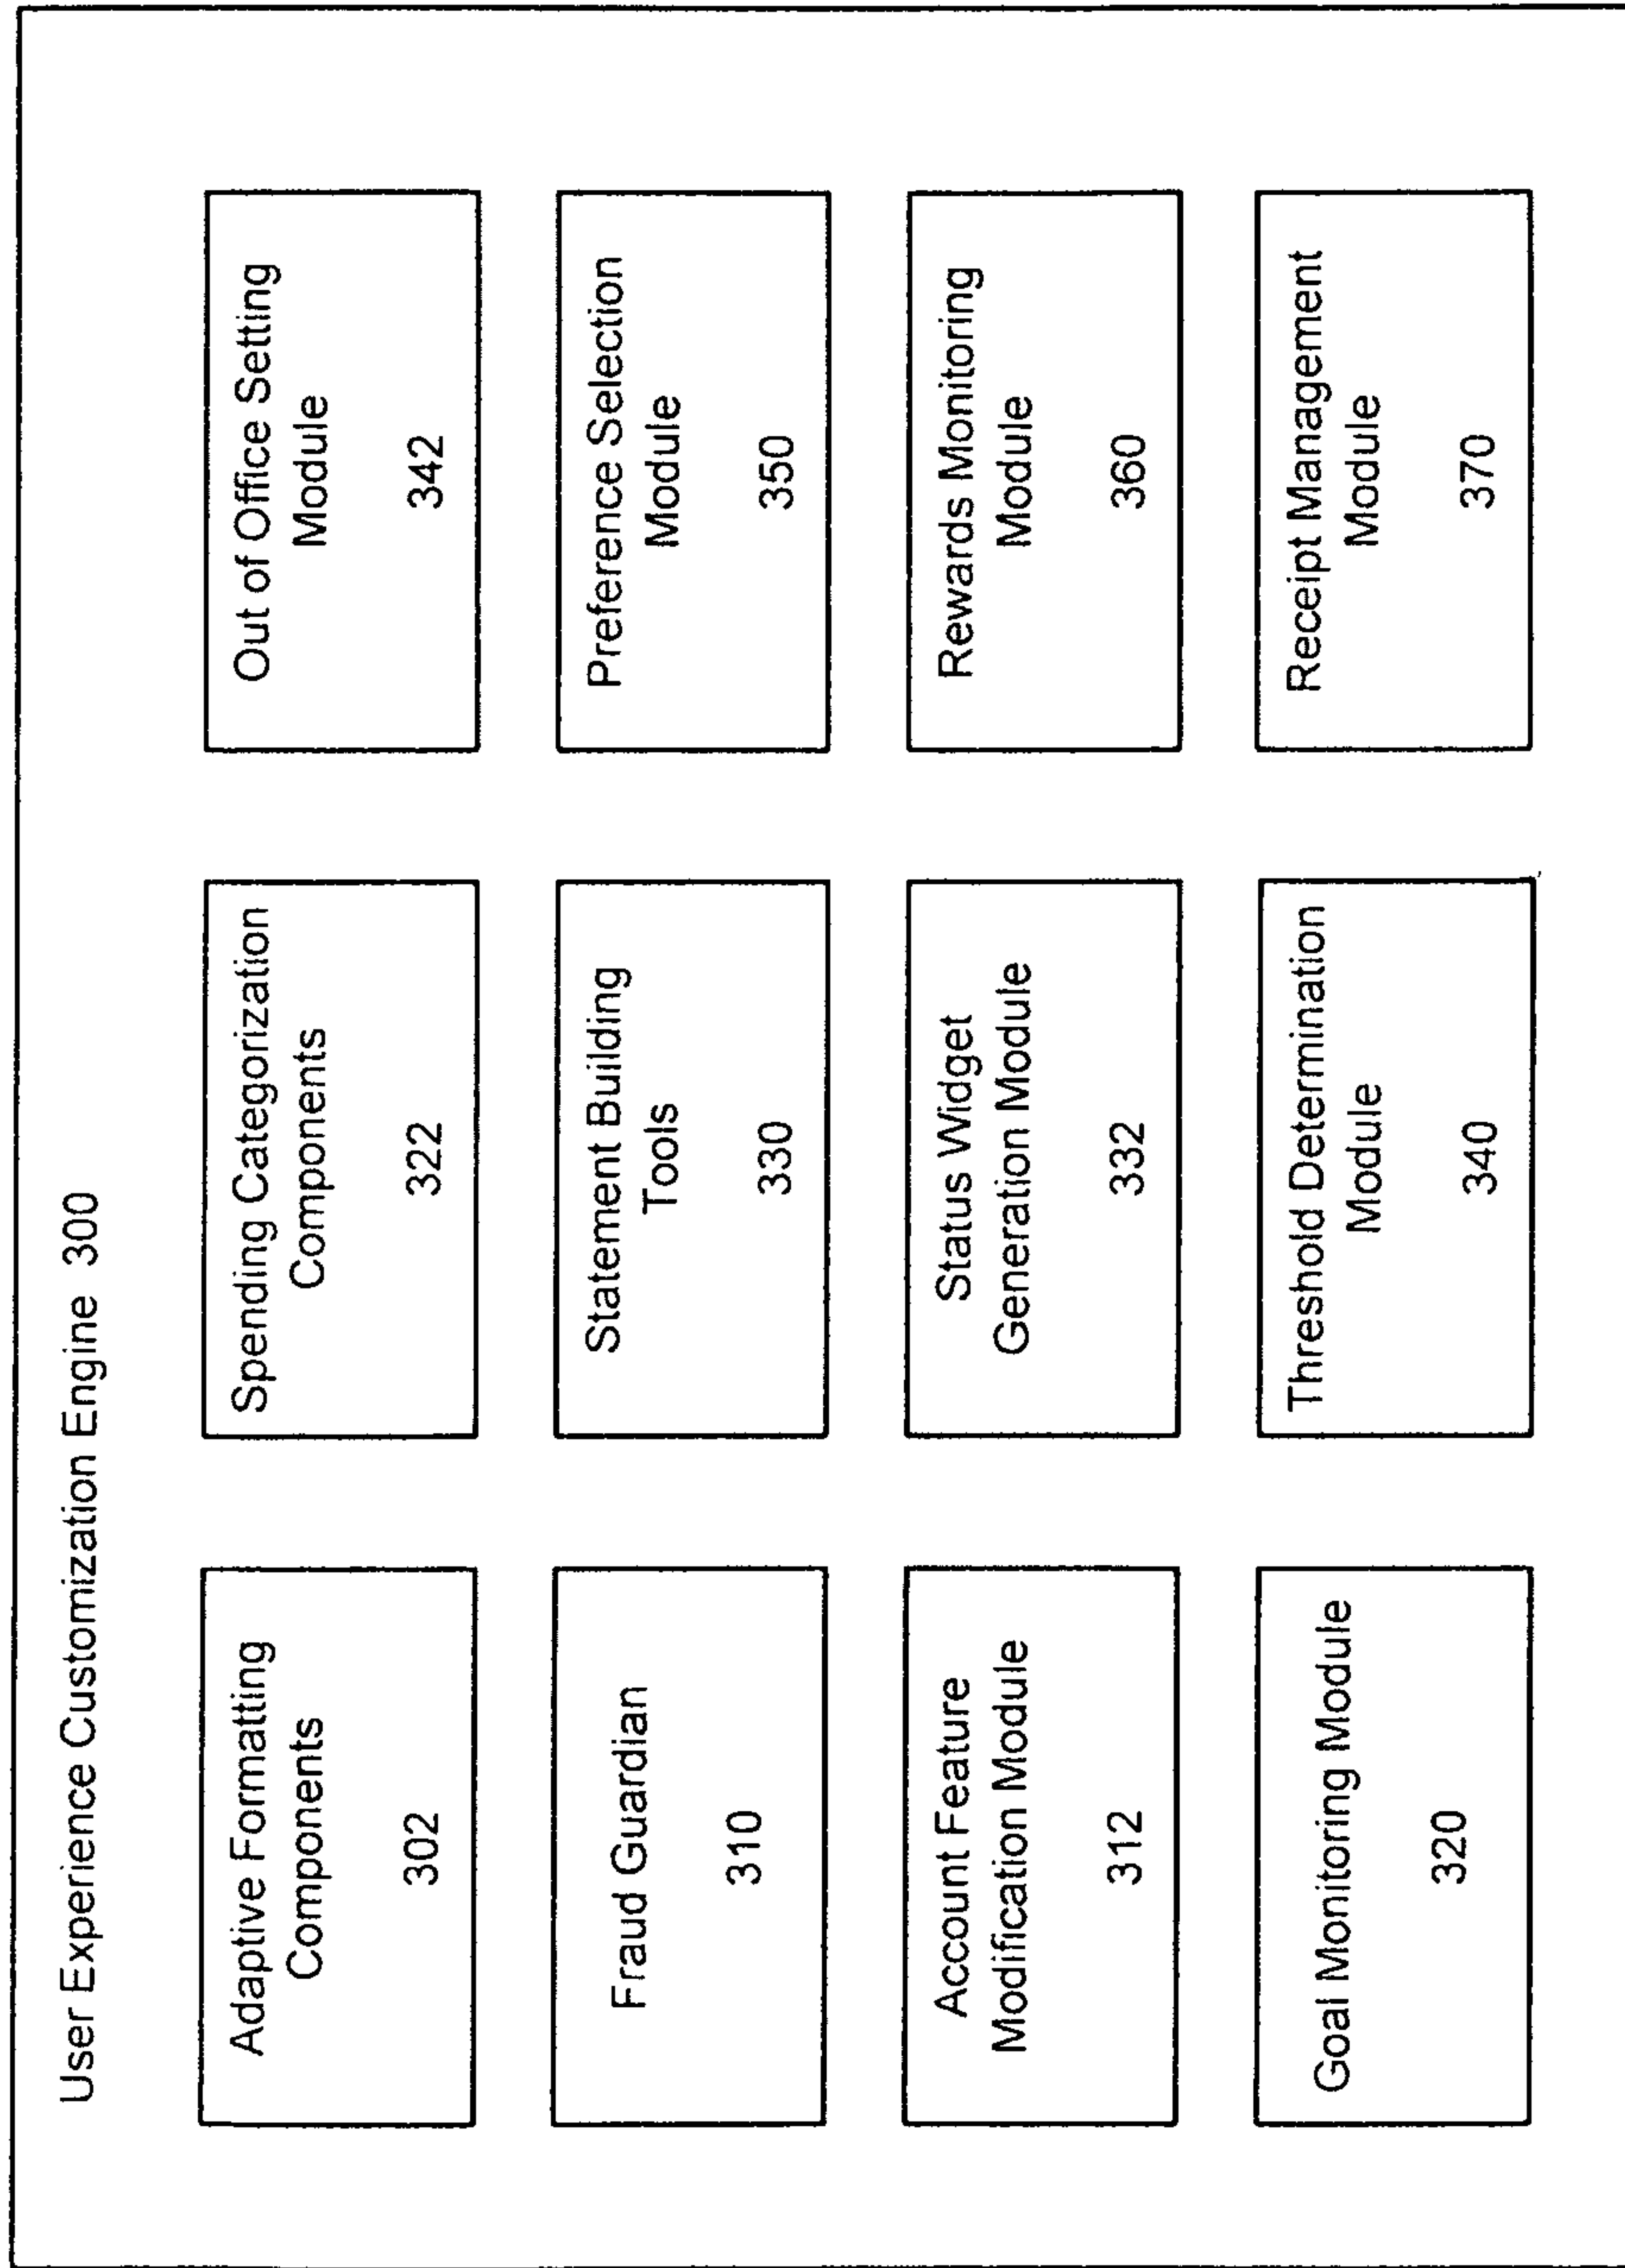 User Experience Customization Engine 300
Adaptive Formatting
Components
302
Spending Categorization
Components
322
Out of Office Setting
Module
342
Fraud Guardian
310
Statement Building
Tools
330
Preference Selection
Module
350
Account Feature
Modification Module
312
Status Widget
Generation Module
332
Rewards Monitoring
Module
360
Goal Monitoring Module
320
Threshold Determination
Module
340
Receipt Management
Module
370